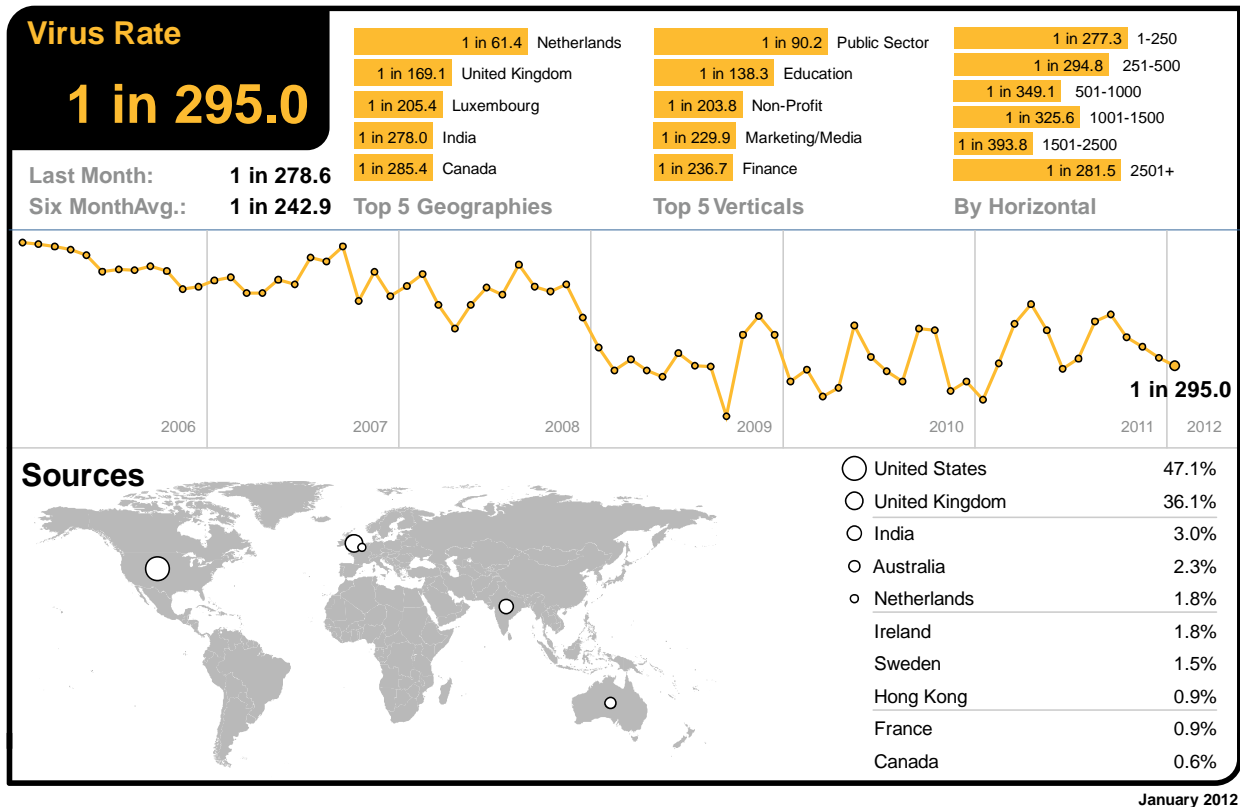 Virus Rate
1 in 295.0
Last Month: 1 in 278.6
Six MonthAvg.: 1 in 242.9
1 in 61.4 Netherlands
1 in 169.1 United Kingdom
1 in 205.4 Luxembourg
1 in 278.0 India
1 in 285.4 Canada
Top 5 Geographies
1 in 90.2 Public Sector
1 in 138.3 Education
1 in 203.8 Non-Profit
1 in 229.9 Marketing/Media
1 in 236.7 Finance
Top 5 Verticals
1 in 277.3 1-250
1 in 294.8 251-500
1 in 349.1 501-1000
1 in 325.6 1001-1500
1 in 393.8 1501-2500
1 in 281.5 2501+
By Horizontal
1 in 295.0
2006 2007 2008 2009 2010 2011 2012
Sources
United States 47.1%
United Kingdom 36.1%
India 3.0%
Australia 2.3%
Netherlands 1.8%
Ireland 1.8%
Sweden 1.5%
Hong Kong 0.9%
France 0.9%
Canada 0.6%
January 2012